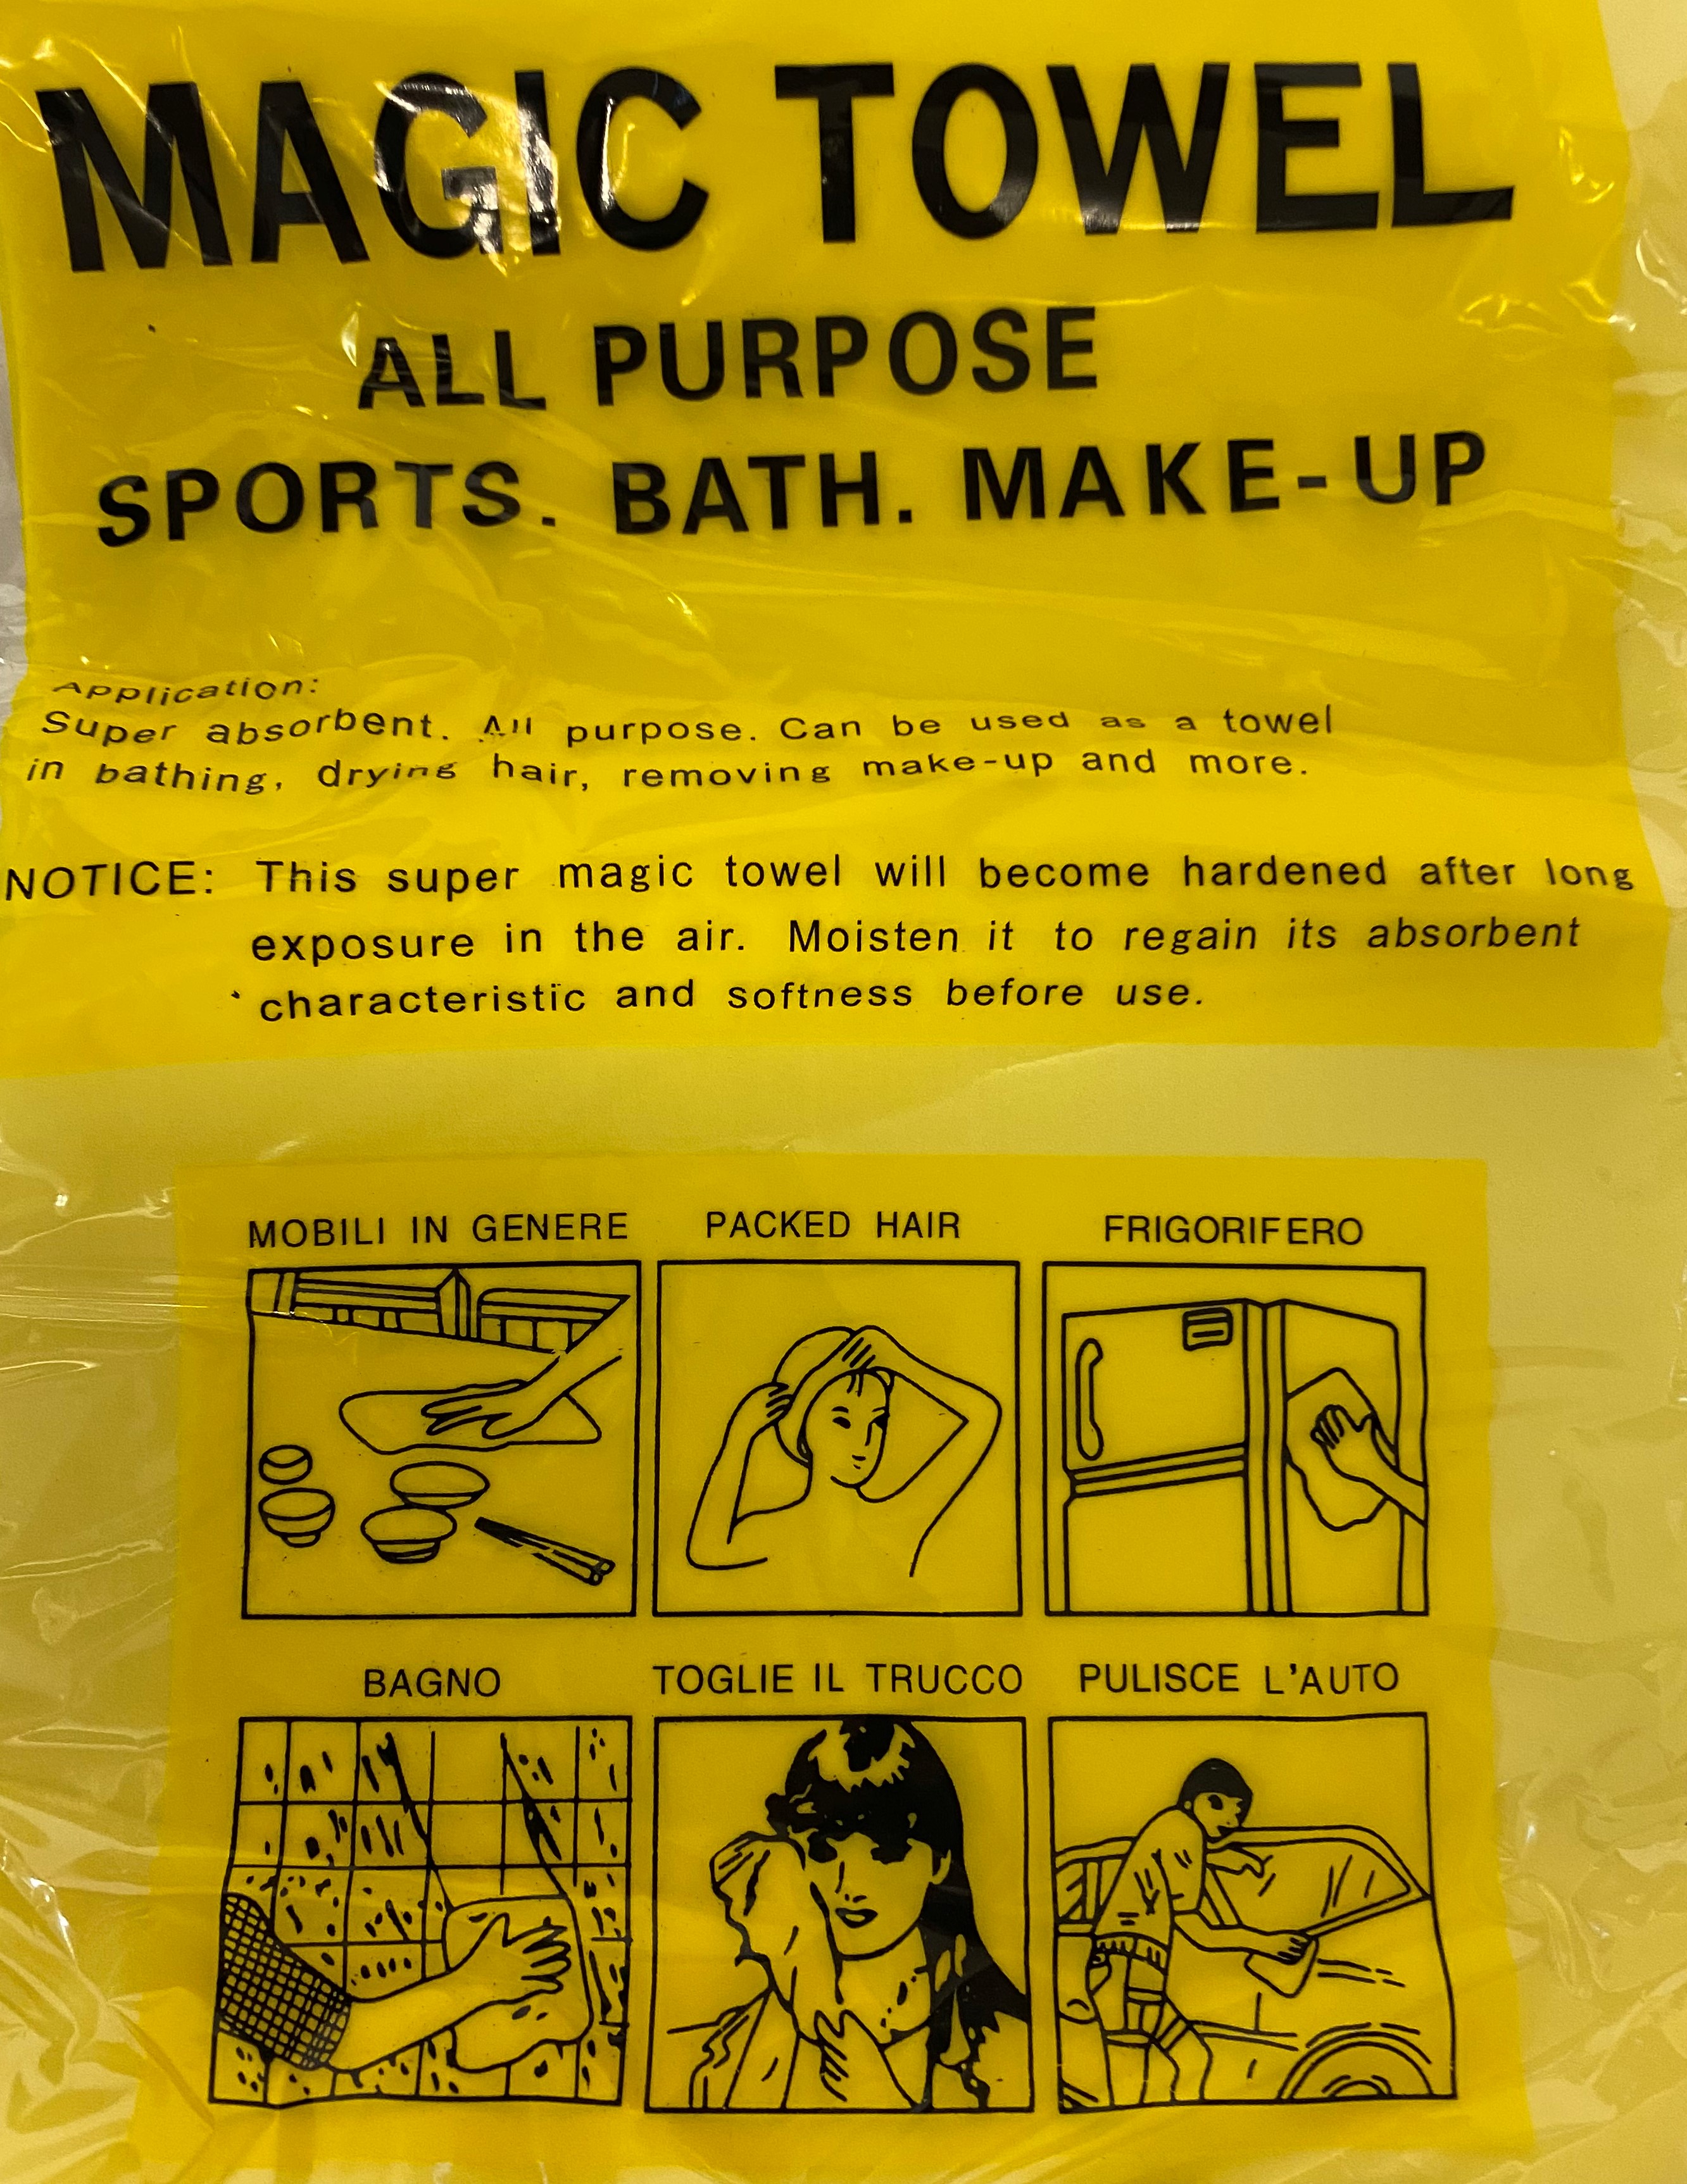 MAGIC TOWEL
ALL PURPOSE
SPORTS. BATH. MAKE-UP
Application:
Super absorbent. All purpose. Can be used as a towel
in bathing, drying hair, removing make-up and more.
NOTICE: This super magic towel will become hardened after long
exposure in the air. Moisten it to regain its absorbent
characteristic and softness before use.
MOBILI IN GENERE PACKED HAIR FRIGORIFERO
BAGNO TOGLIE IL TRUCCO PULISCE L'AUTO